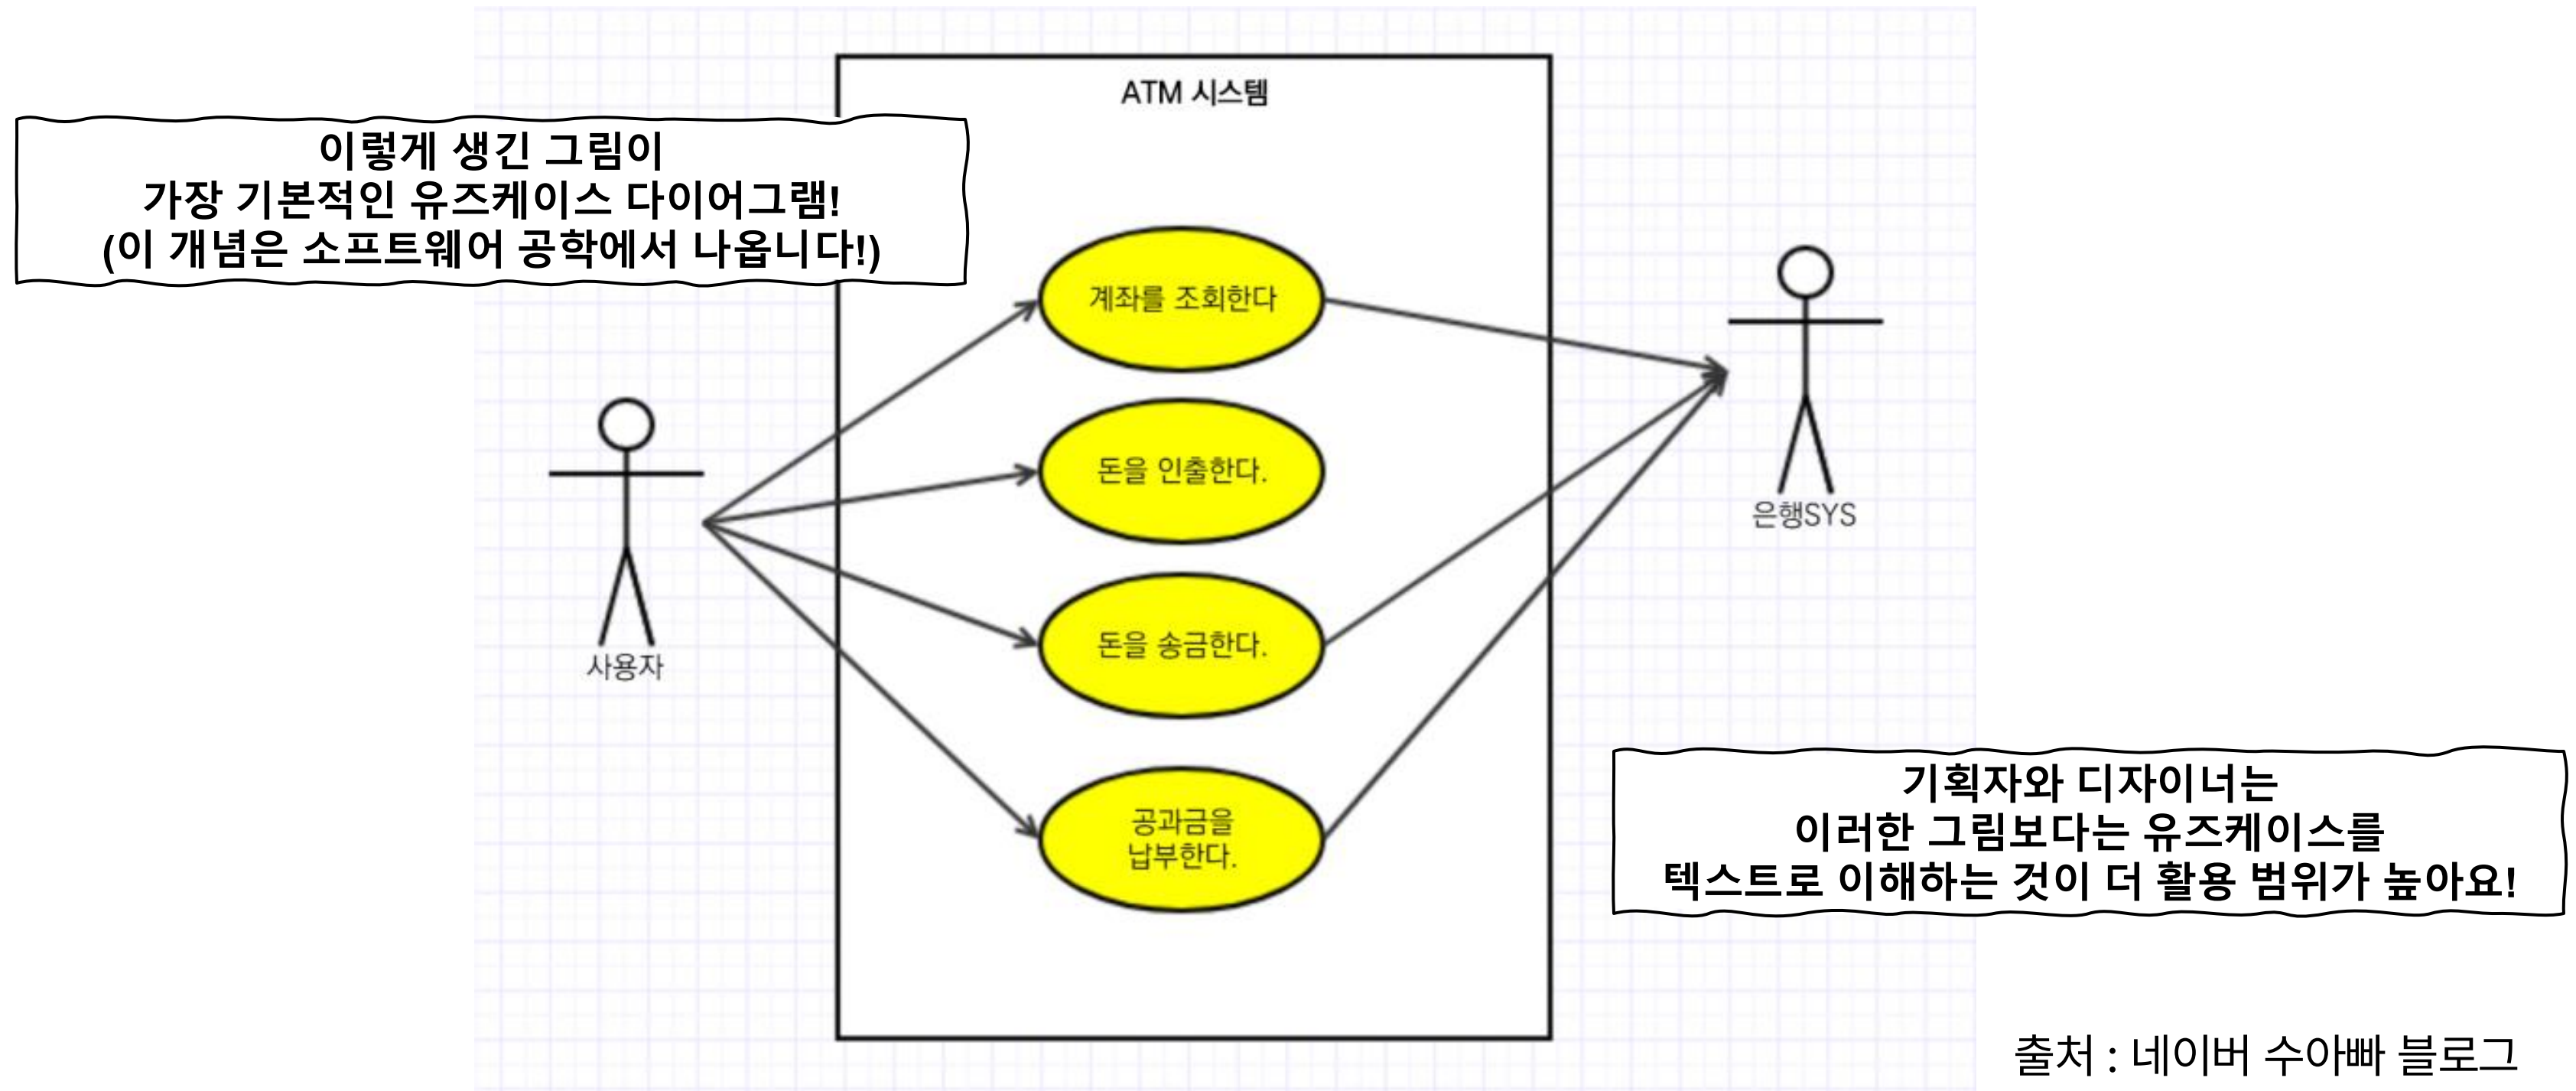 ATM 시스템
이렇게 생긴 그림이
가장 기본적인 유즈케이스 다이어그램!
(이 개념은 소프트웨어 공학에서 나옵니다!)
계좌를 조회한다
돈을 인출한다.
돈을 송금한다.
공과금을
납부한다.
사용자
은행SYS
기획자와 디자이너는
이러한 그림보다는 유즈케이스를
텍스트로 이해하는 것이 더 활용 범위가 높아요!
출처 : 네이버 수아빠 블로그